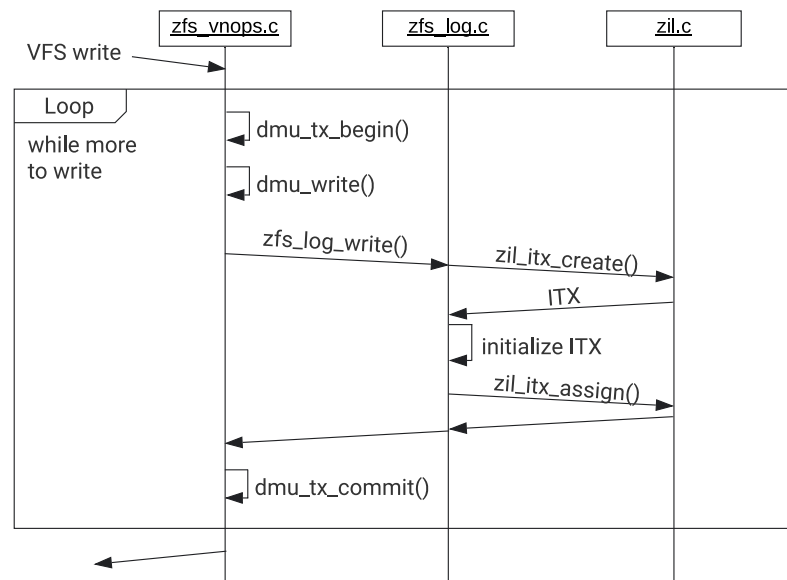 zfs_vnops.c
zfs_log.c
zil.c
VFS write
Loop
while more
to write
dmu_tx_begin()
dmu_write()
zfs_log_write()
zil_itx_create()
ITX
initialize ITX
zil_itx_assign()
dmu_tx_commit()